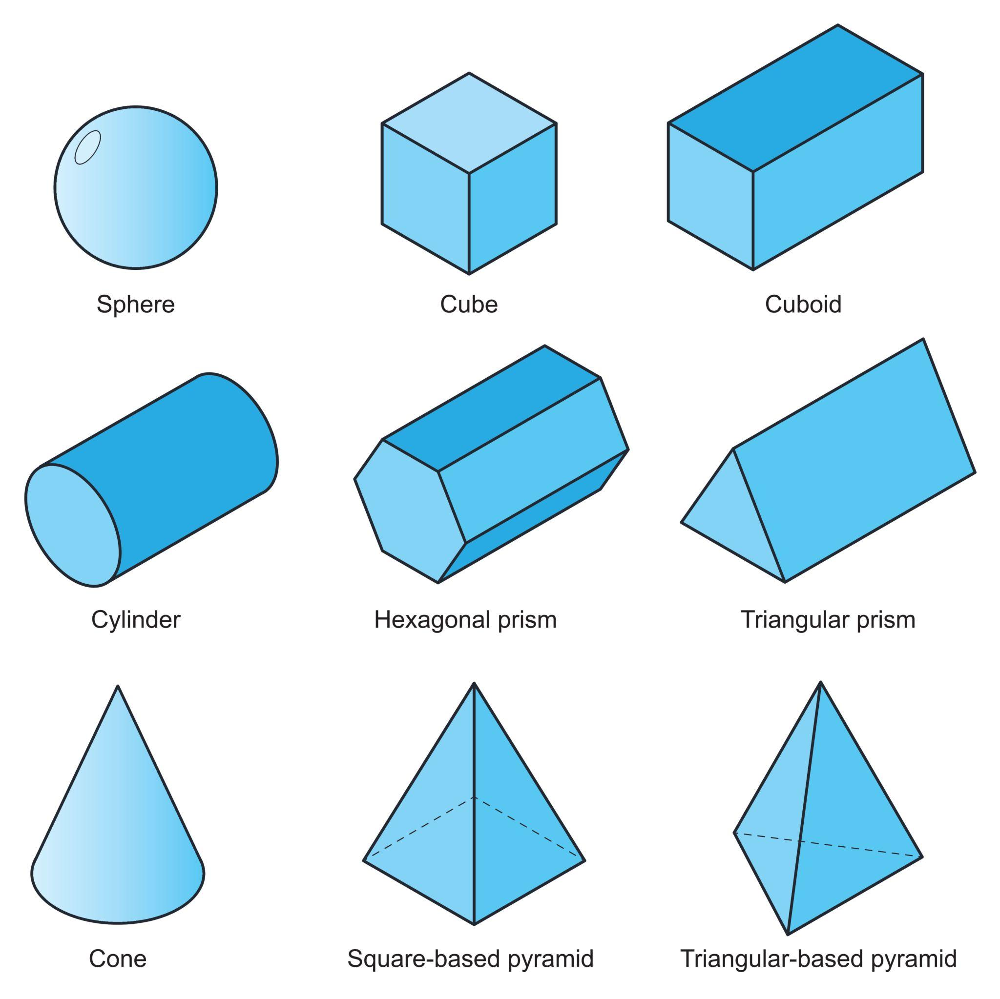 Sphere
Cube
Cuboid
Cylinder
Hexagonal prism
Triangular prism
Cone
Square-based pyramid
Triangular-based pyramid